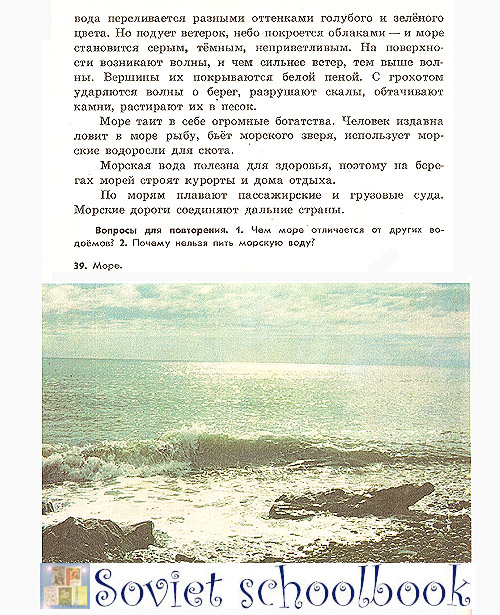 вода переливается разными оттенками голубого и зелёного
цвета. Но подует ветерок, небо покроется облаками — и море
становится серым, тёмным, неприветливым. На поверхно-
сти возникают волны, и чем сильнее ветер, тем выше вол-
ны. Вершины их покрываются белой пеной. С грохотом
ударяются волны о берег, разрушают скалы, обтачивают
камни, растирают их в песок.
Море таит в себе огромные богатства. Человек издавна
ловит в море рыбу, бьёт морского зверя, использует мор-
ские водоросли для скота.
Морская вода полезна для здоровья, поэтому на бере-
гах морей строят курорты и дома отдыха.
По морям плавают пассажирские и грузовые суда.
Морские дороги соединяют дальние страны.
Вопросы для повторения. 1. Чем море отличается от других во-
доёмов? 2. Почему нельзя пить морскую воду?
39. Море.
Soviet schoolbook